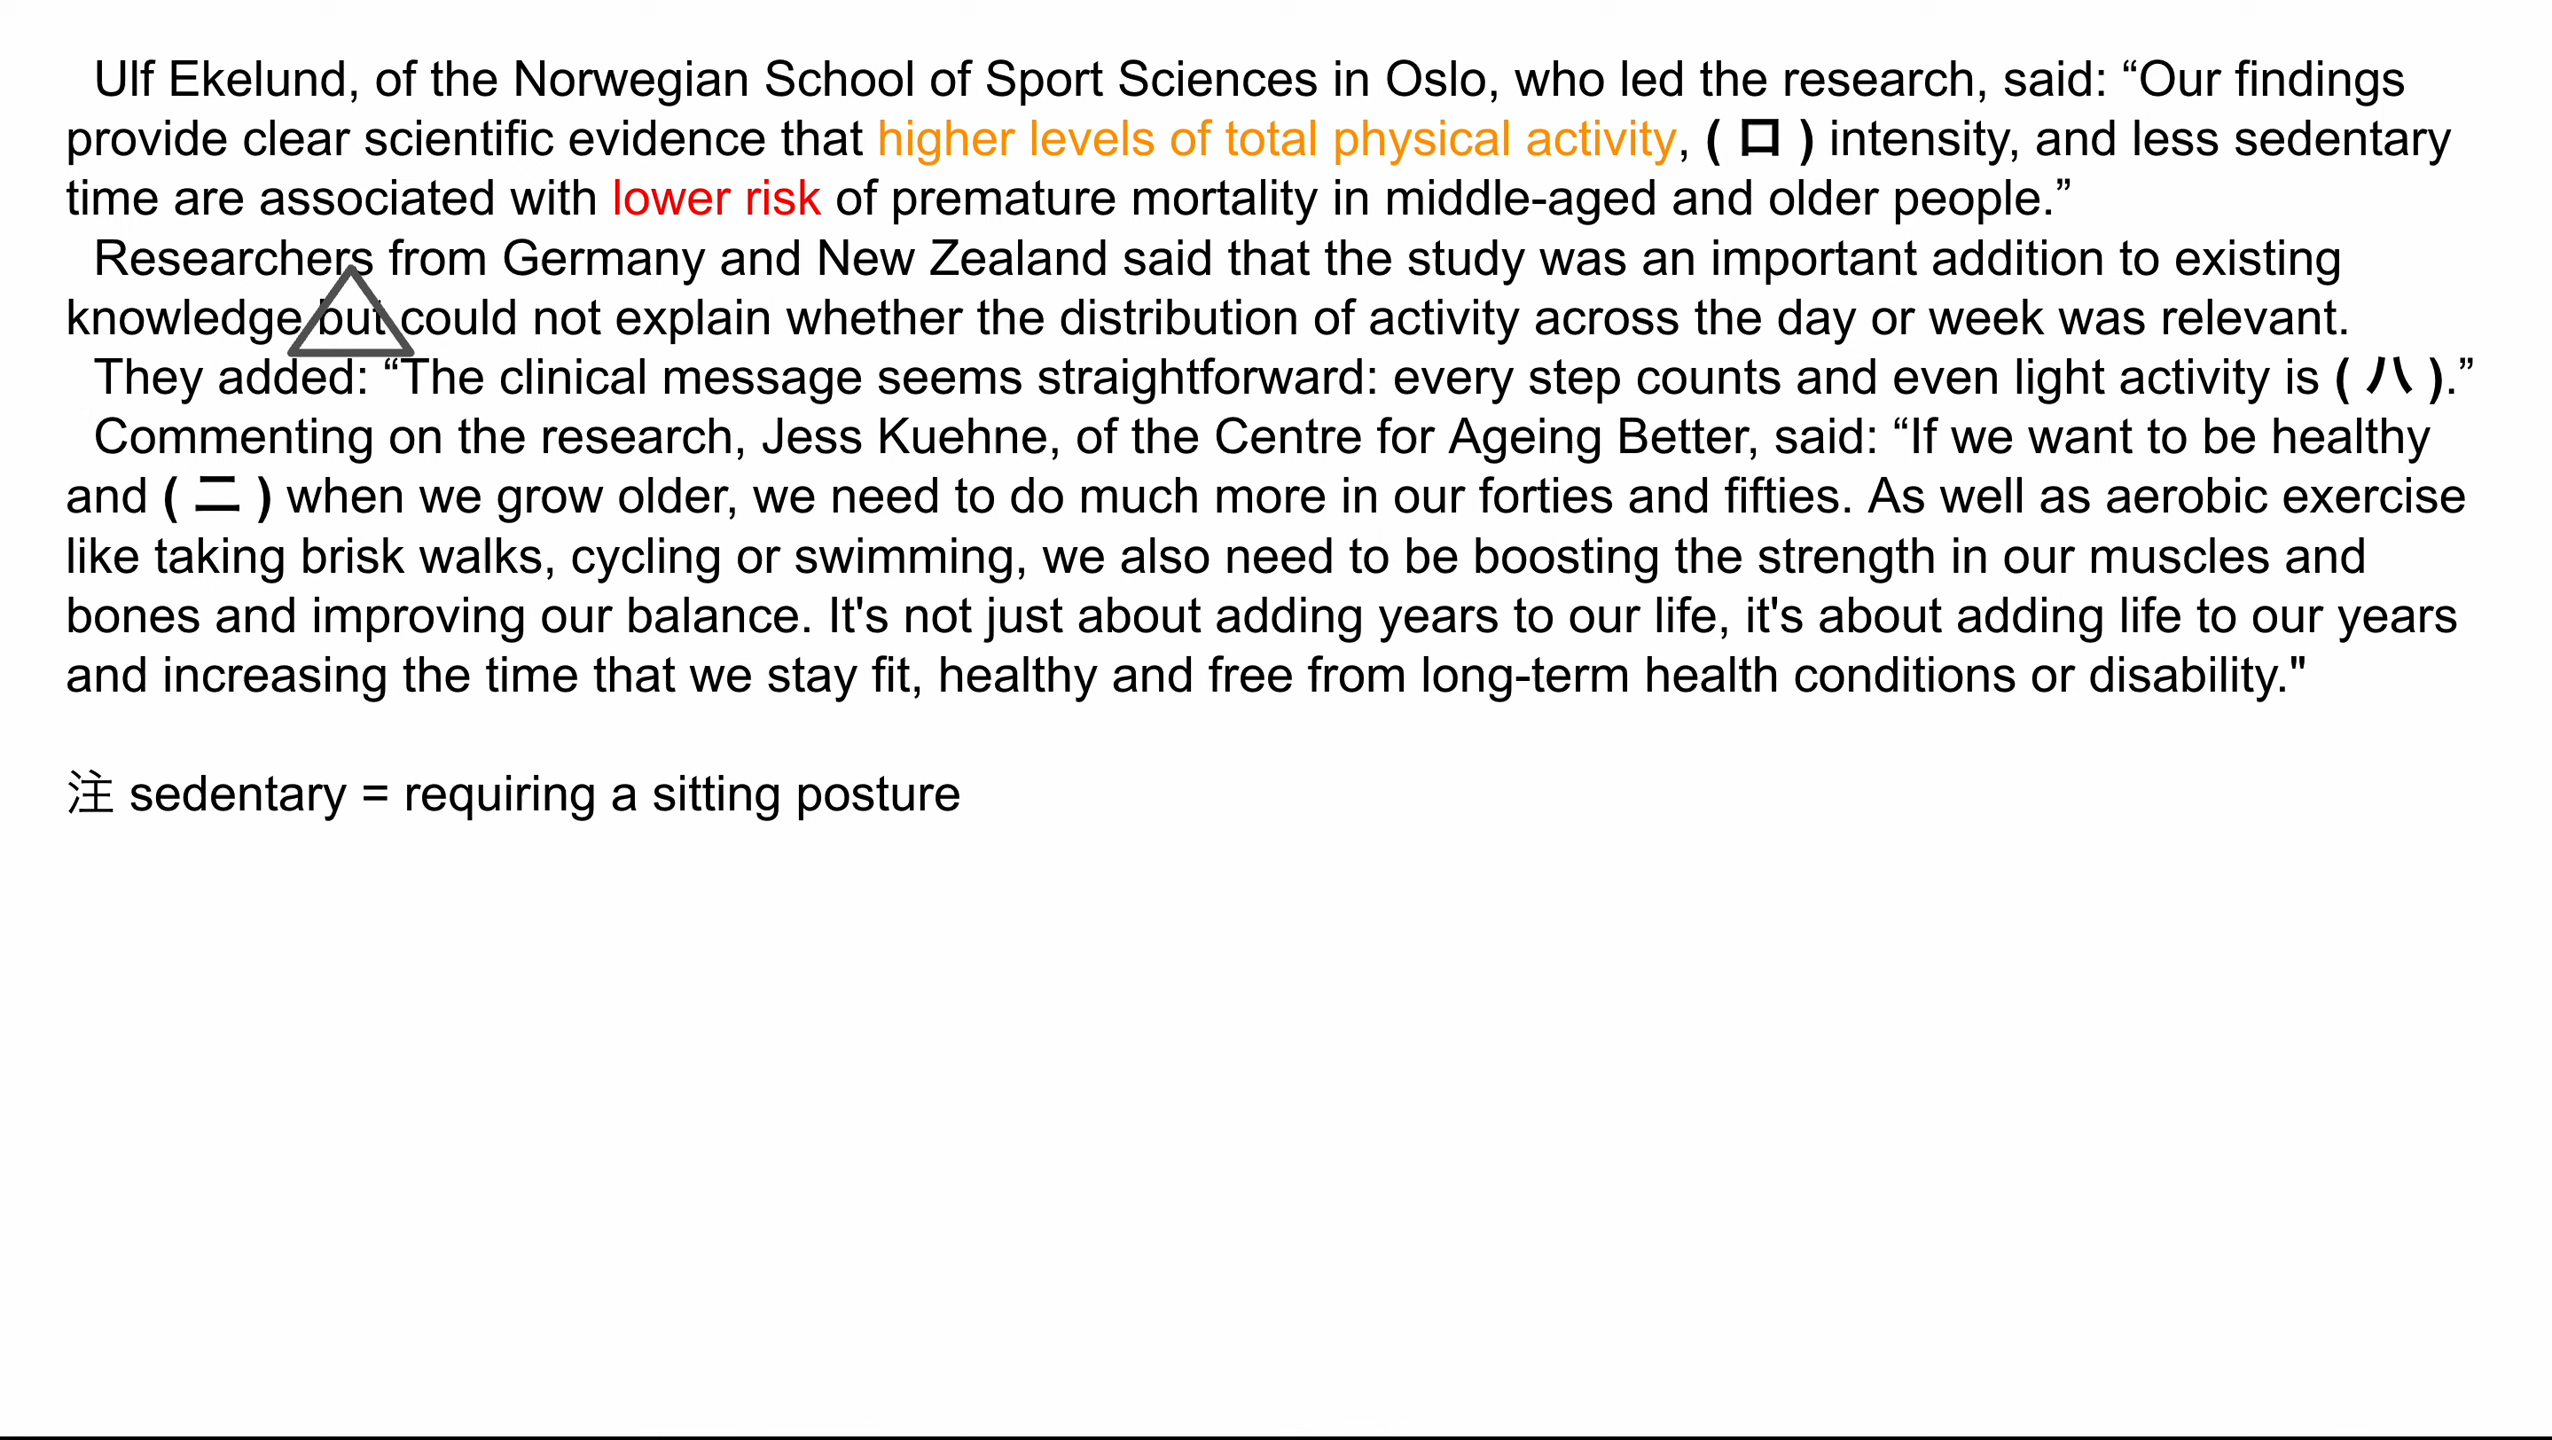 Ulf Ekelund, of the Norwegian School of Sport Sciences in Oslo, who led the research, said: “Our findings
provide clear scientific evidence that higher levels of total physical activity, ( ロ ) intensity, and less sedentary
time are associated with lower risk of premature mortality in middle-aged and older people.”
Researchers from Germany and New Zealand said that the study was an important addition to existing
knowledge but could not explain whether the distribution of activity across the day or week was relevant.
They added: “The clinical message seems straightforward: every step counts and even light activity is ( ハ ).”
Commenting on the research, Jess Kuehne, of the Centre for Ageing Better, said: “If we want to be healthy
and ( ニ ) when we grow older, we need to do much more in our forties and fifties. As well as aerobic exercise
like taking brisk walks, cycling or swimming, we also need to be boosting the strength in our muscles and
bones and improving our balance. It's not just about adding years to our life, it's about adding life to our years
and increasing the time that we stay fit, healthy and free from long-term health conditions or disability."
注 sedentary = requiring a sitting posture